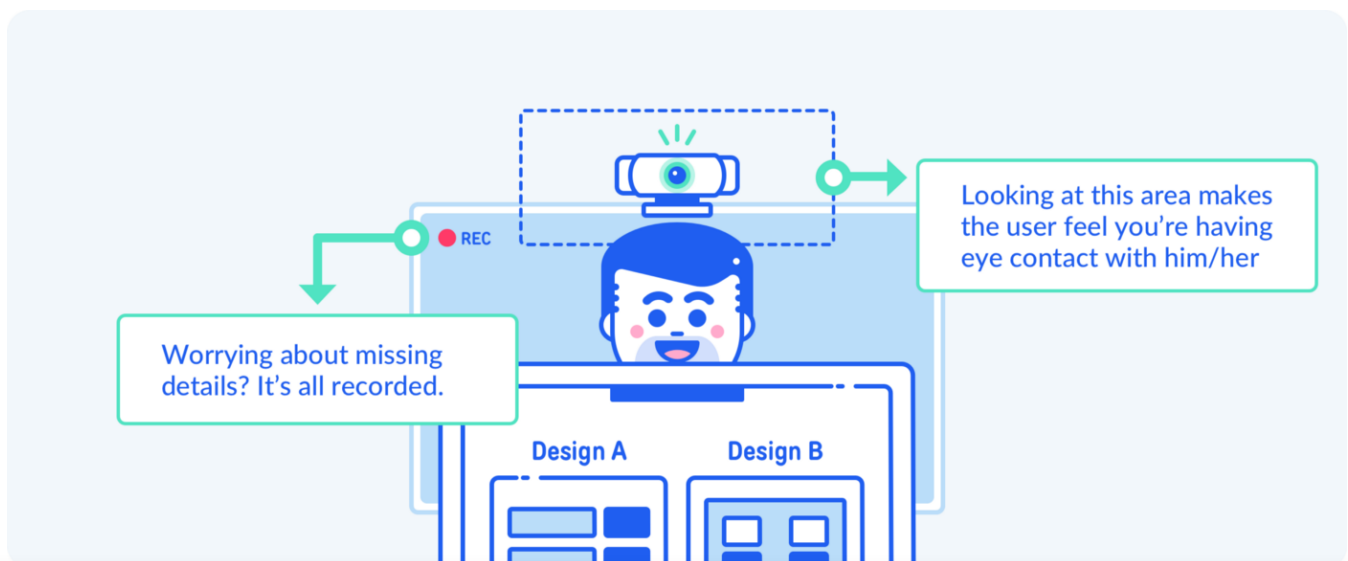 REC
Looking at this area makes
the user feel you’re having
eye contact with him/her
Worrying about missing
details? It’s all recorded.
Design A
Design B